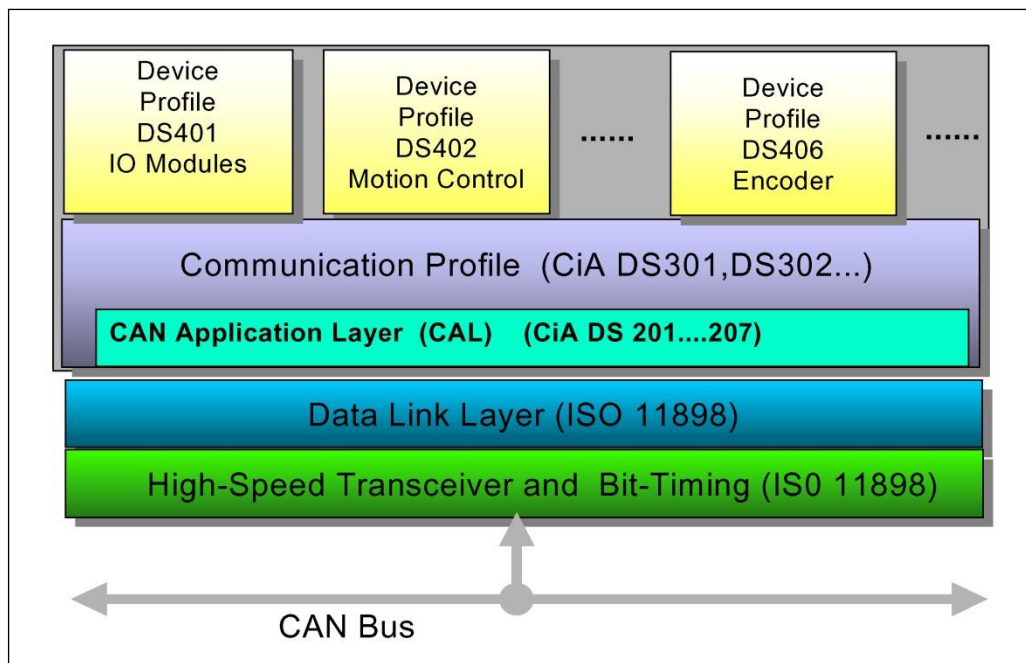 Device
Profile
DS401
IO Modules
Device
Profile
DS402
Motion Control
......
Device
Profile
DS406
Encoder
......
Communication Profile (CiA DS301,DS302...)
CAN Application Layer (CAL) (CiA DS 201....207)
Data Link Layer (ISO 11898)
High-Speed Transceiver and Bit-Timing (IS0 11898)
CAN Bus